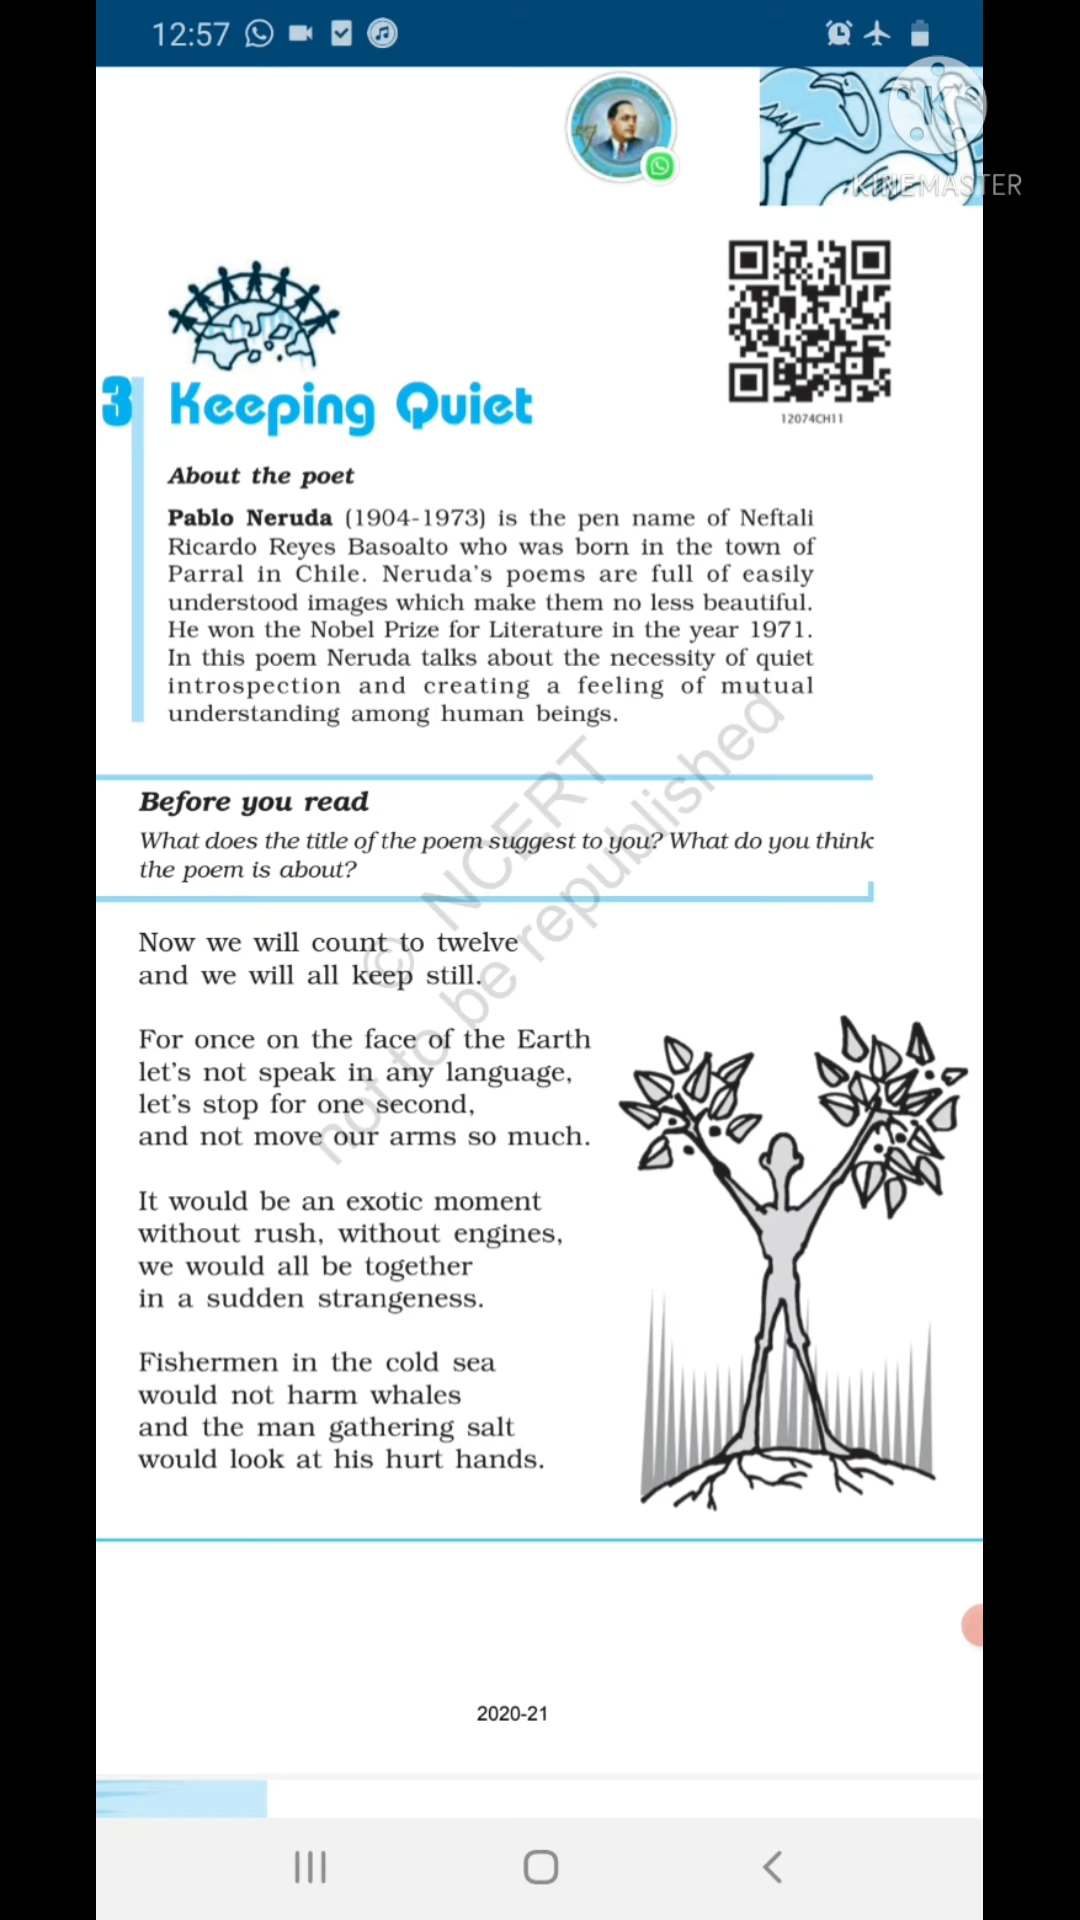 12:57
KINEMASTER
12074CH11
3 Keeping Quiet
About the poet
Pablo Neruda (1904-1973) is the pen name of Neftali
Ricardo Reyes Basoalto who was born in the town of
Parral in Chile. Neruda's poems are full of easily
understood images which make them no less beautiful.
He won the Nobel Prize for Literature in the year 1971.
In this poem Neruda talks about the necessity of quiet
introspection and creating a feeling of mutual
understanding among human beings.
Before you read
What does the title of the poem suggest to you? What do you think
the poem is about?
© NCERT
not to be republished
Now we will count to twelve
and we will all keep still.
For once on the face of the Earth
let's not speak in any language,
let's stop for one second,
and not move our arms so much.
It would be an exotic moment
without rush, without engines,
we would all be together
in a sudden strangeness.
Fishermen in the cold sea
would not harm whales
and the man gathering salt
would look at his hurt hands.
2020-21